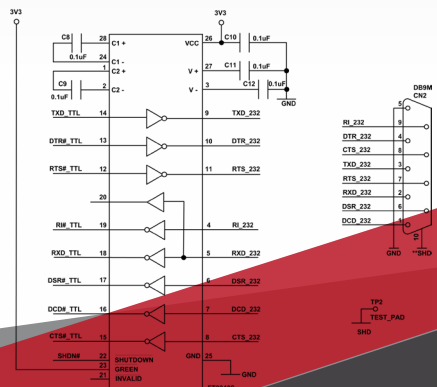 3V3
3V3
C8
0.1uF
28
C1 +
24
C1 -
1
C2 +
C9
0.1uF
2
C2 -
VCC
26
C10
0.1uF
27
V +
C11
0.1uF
3
V -
C12
0.1uF
GND
TXD_TTL
14
9
TXD_232
DTR#_TTL
13
10
DTR_232
RTS#_TTL
12
11
RTS_232
20
RI#_TTL
19
4
RI_232
RXD_TTL
18
5
RXD_232
DSR#_TTL
17
6
DSR_232
DCD#_TTL
16
7
DCD_232
CTS#_TTL
15
8
CTS_232
SHDN#
22
SHUTDOWN
23
GREEN
21
INVALID
GND
25
GND
DB9M
CN2
5
RI_232
9
DTR_232
4
CTS_232
8
TXD_232
3
RTS_232
7
RXD_232
2
DSR_232
6
DCD_232
1
GND
10
SHD
TP2
TEST_PAD
SHD